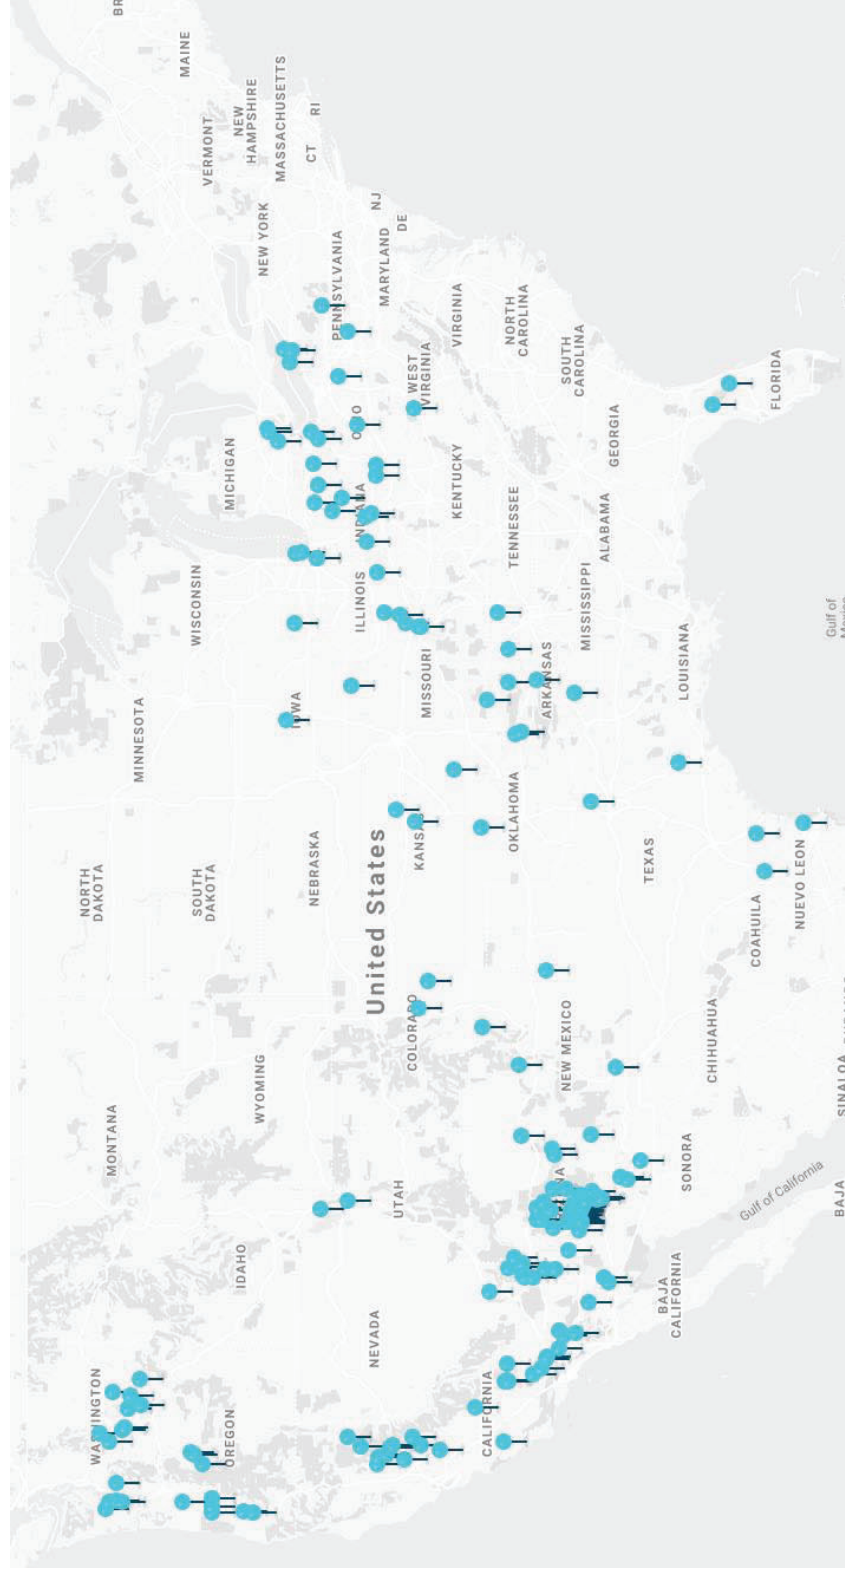 BR
MAINE
VERMONT
NEW
HAMPSHIRE
MASSACHUSETTS
RI
CT
NEW YORK
NJ
DE
PENNSYLVANIA
MARYLAND
WEST
VIRGINIA
VIRGINIA
NORTH
CAROLINA
SOUTH
CAROLINA
FLORIDA
GEORGIA
MICHIGAN
KENTUCKY
TENNESSEE
ALABAMA
INDIANA
WISCONSIN
ILLINOIS
MISSISSIPPI
Gulf of
MISSOURI
ARKANSAS
LOUISIANA
MINNESOTA
IOWA
NORTH
DAKOTA
SOUTH
DAKOTA
NEBRASKA
United States
KANSA
OKLAHOMA
TEXAS
COAHUILA
NUEVO LEON
COLORADO
NEW MEXICO
CHIHUAHUA
SINALOA
WYOMING
MONTANA
UTAH
SONORA
Gulf of California
BAJA
IDAHO
BAJA
CALIFORNIA
NEVADA
WASHINGTON
OREGON
CALIFORNIA